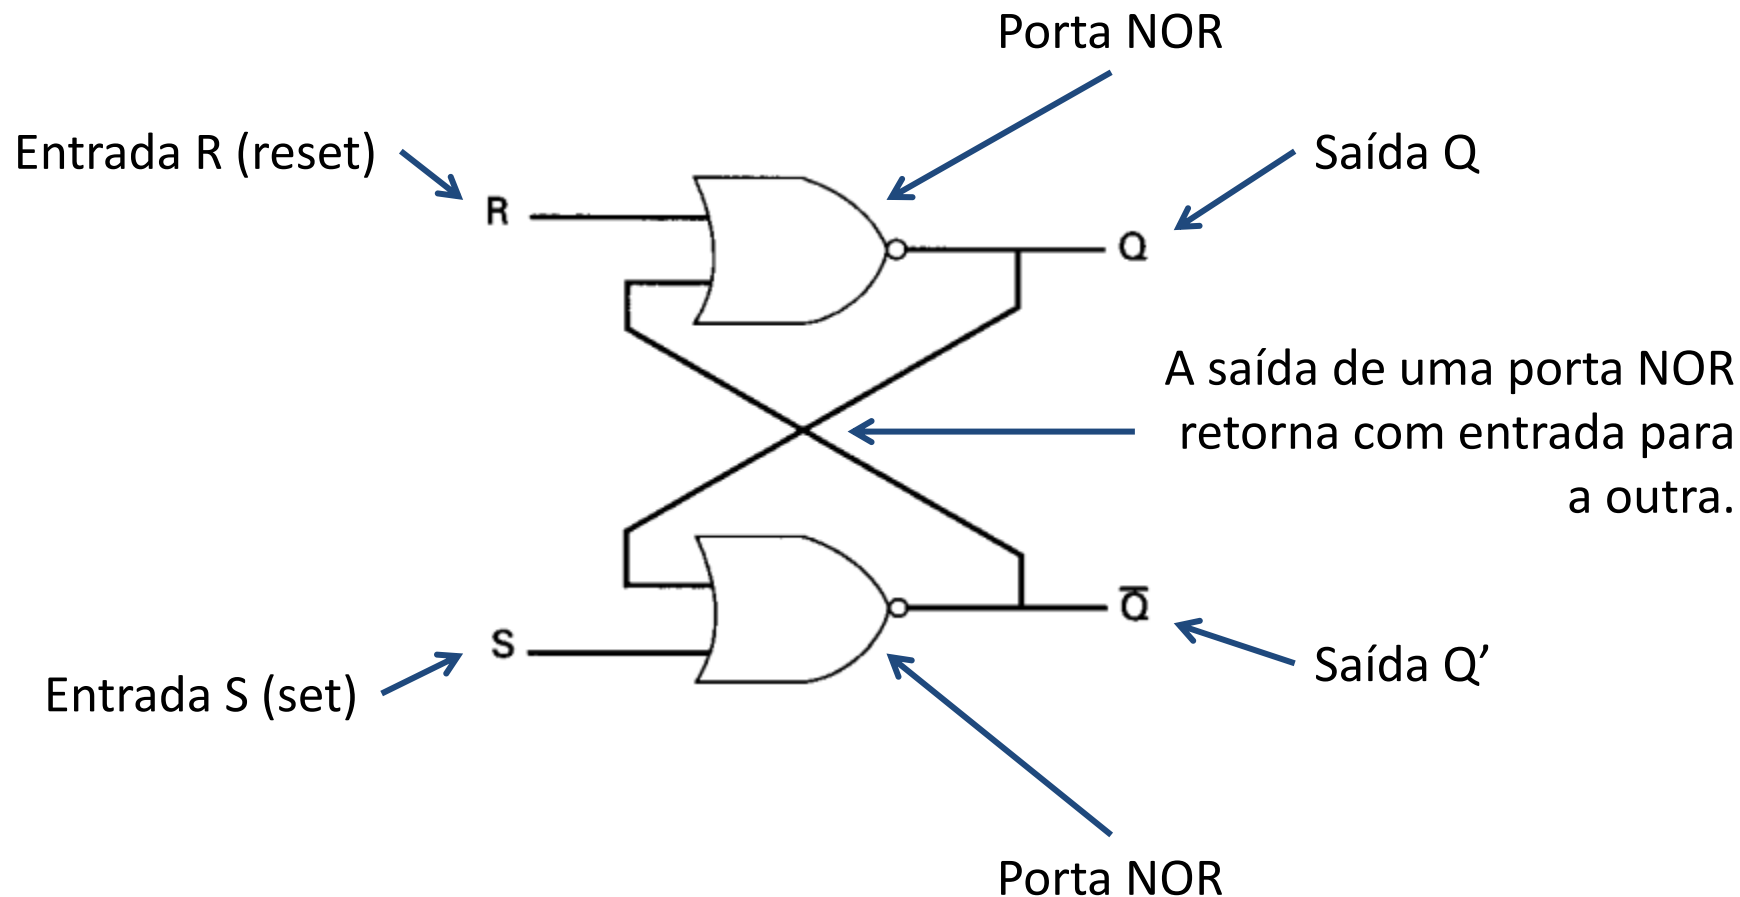 Porta NOR
Entrada R (reset)
Saída Q
R
Q
A saída de uma porta NOR
retorna com entrada para
a outra.
Q̅
S
Saída Q’
Entrada S (set)
Porta NOR